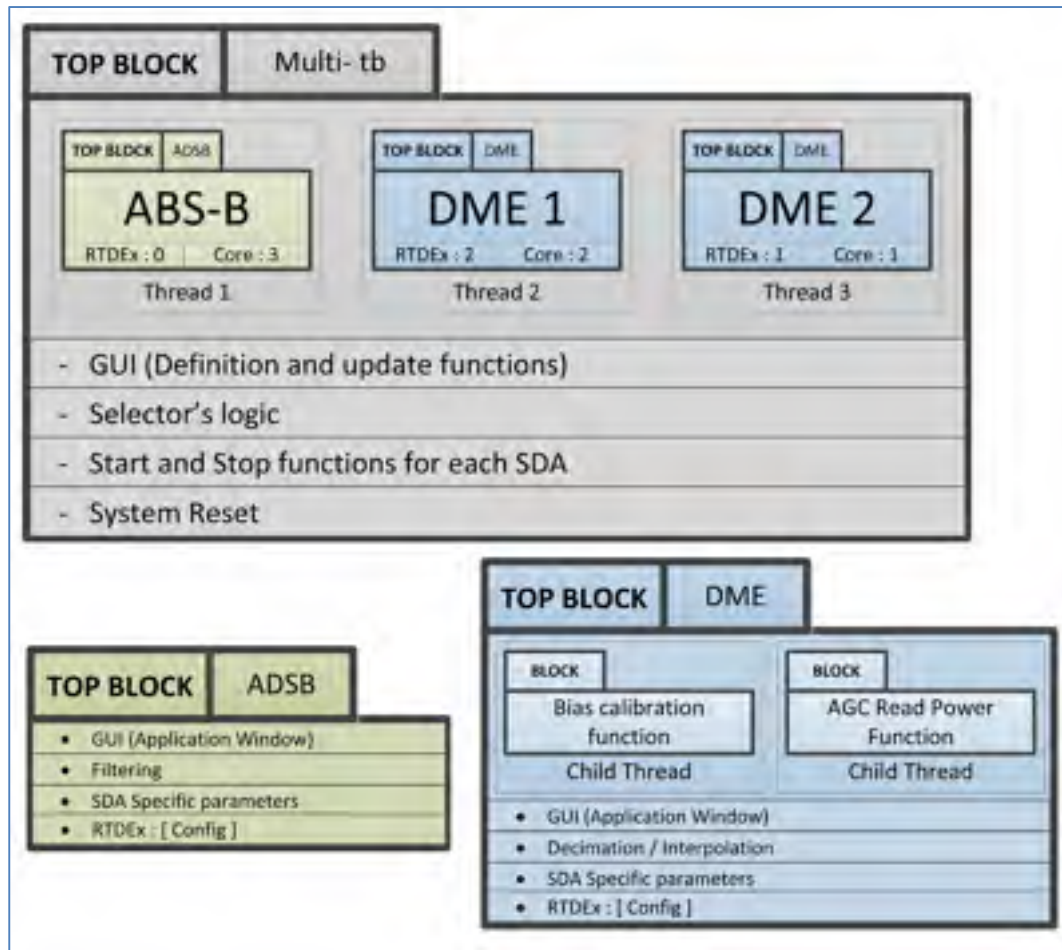 TOP BLOCK Multi- tb
TOP BLOCK ADSB
ABS-B
RTDEx : 0 Core : 3
Thread 1
TOP BLOCK DME
DME 1
RTDEx : 2 Core : 2
Thread 2
TOP BLOCK DME
DME 2
RTDEx : 1 Core : 1
Thread 3
- GUI (Definition and update functions)
- Selector's logic
- Start and Stop functions for each SDA
- System Reset
TOP BLOCK ADSB
• GUI (Application Window)
• Filtering
• SDA Specific parameters
• RTDEx : [ Config ]
TOP BLOCK DME
BLOCK
Bias calibration
function
Child Thread
BLOCK
AGC Read Power
Function
Child Thread
• GUI (Application Window)
• Decimation / Interpolation
• SDA Specific parameters
• RTDEx : [ Config ]